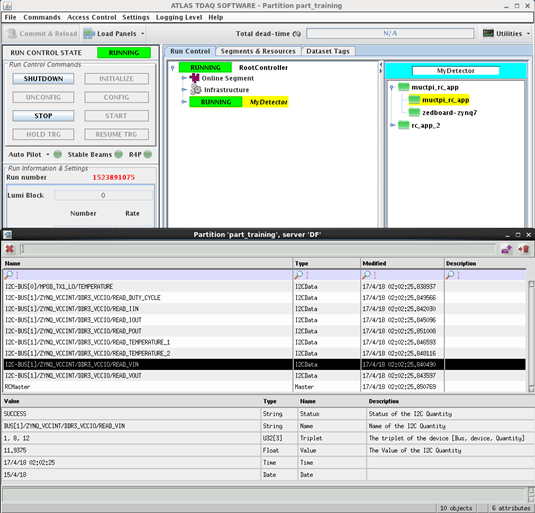 ATLAS TDAQ SOFTWARE - Partition part_training
File Commands Access Control Settings Logging Level Help
Commit & Reload Load Panels Total dead-time (%) N/A Utilities
RUN CONTROL STATE RUNNING
Run Control Commands
SHUTDOWN INITIALIZE
UNCONFIG CONFIG
STOP START
HOLD TRG RESUME TRG
Auto Pilot Stable Beams R4P
Run Information & Settings
Run number 1523891075
Lumi Block 0
Number Rate
Run Control Segments & Resources Dataset Tags
RUNNING RootController
Online Segment
Infrastructure
RUNNING MyDetector
MyDetector
muctpi_rc_app
muctpi_rc_app
zedboard-zynq7
rc_app_2
Partition 'part_training', server 'DF'
Name Type Modified Description
I2C-BUS[0]/MPOD_TX1_LO/TEMPERATURE I2CData 17/4/18 02:02:25.838937
I2C-BUS[1]/ZYNQ_VCCINT/DDR3_VCCIO/READ_DUTY_CYCLE I2CData 17/4/18 02:02:25.849566
I2C-BUS[1]/ZYNQ_VCCINT/DDR3_VCCIO/READ_IIN I2CData 17/4/18 02:02:25.842030
I2C-BUS[1]/ZYNQ_VCCINT/DDR3_VCCIO/READ_IOUT I2CData 17/4/18 02:02:25.845096
I2C-BUS[1]/ZYNQ_VCCINT/DDR3_VCCIO/READ_POUT I2CData 17/4/18 02:02:25.851008
I2C-BUS[1]/ZYNQ_VCCINT/DDR3_VCCIO/READ_TEMPERATURE_1 I2CData 17/4/18 02:02:25.846593
I2C-BUS[1]/ZYNQ_VCCINT/DDR3_VCCIO/READ_TEMPERATURE_2 I2CData 17/4/18 02:02:25.848116
I2C-BUS[1]/ZYNQ_VCCINT/DDR3_VCCIO/READ_VIN I2CData 17/4/18 02:02:25.840490
I2C-BUS[1]/ZYNQ_VCCINT/DDR3_VCCIO/READ_VOUT I2CData 17/4/18 02:02:25.843597
RCMaster Master 17/4/18 02:02:25.850769
Value Type Name Description
SUCCESS String Status Status of the I2C Quantity
BUS[1]/ZYNQ_VCCINT/DDR3_VCCIO/READ_VIN String Name Name of the I2C Quantity
1, 8, 12 U32[3] Triplet The triplet of the device [Bus, device, Quantity]
11.9375 Float Value The Value of the I2C Quantity
17/4/18 02:02:25 Time Time
15/4/18 Date Date
10 objects 6 attributes